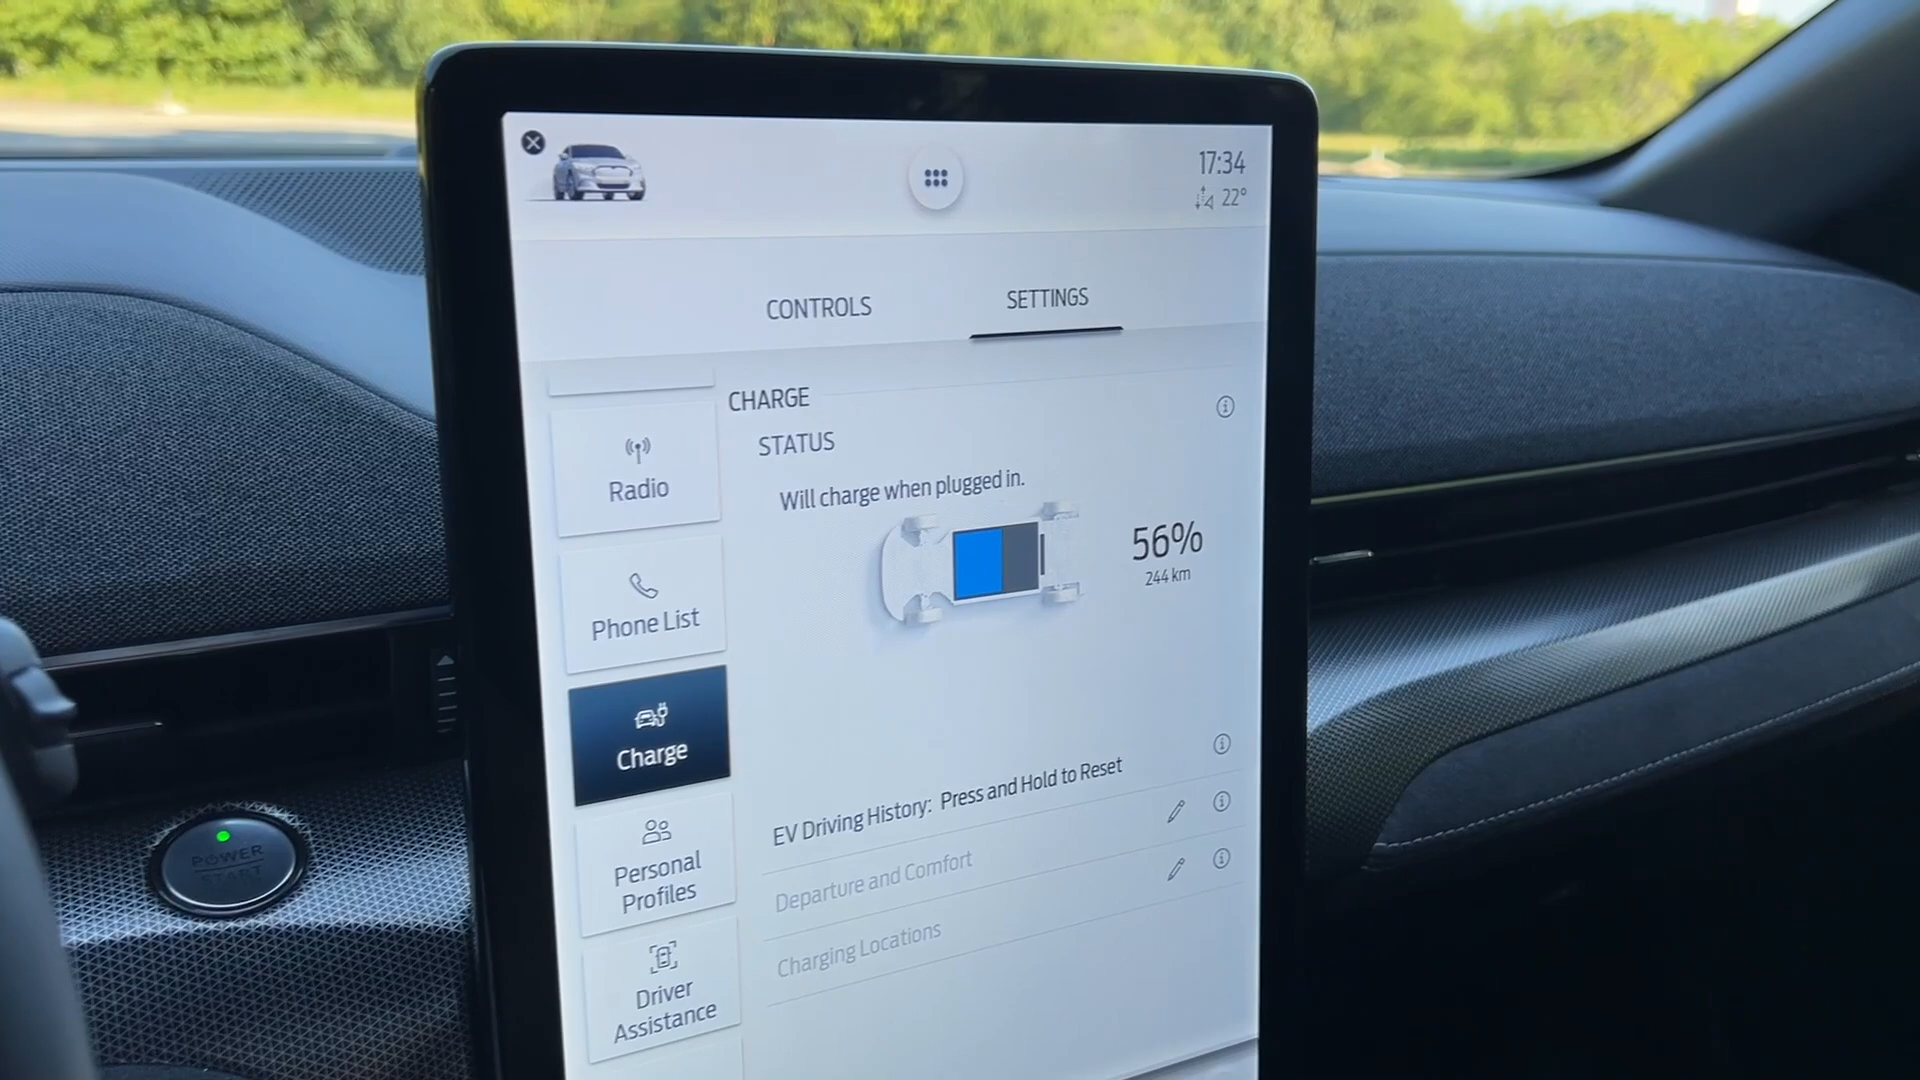 17:34
22°
CONTROLS
SETTINGS
CHARGE
STATUS
Will charge when plugged in.
56%
244 km
Radio
Phone List
Charge
Personal
Profiles
Driver
Assistance
EV Driving History: Press and Hold to Reset
Departure and Comfort
Charging Locations
POWER
START